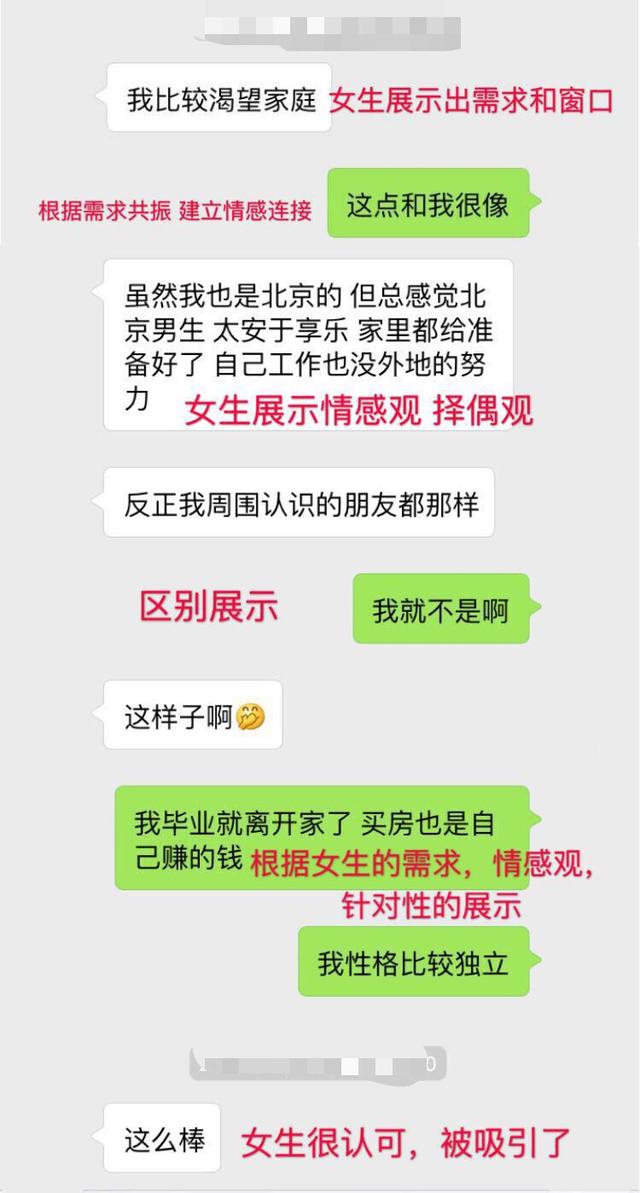 我比较渴望家庭
女生展示出需求和窗口
根据需求共振 建立情感连接
这点和我很像
虽然我也是北京的 但总感觉北
京男生 太安于享乐 家里都给准
备好了 自己工作也没外地的努
力
女生展示情感观 择偶观
反正我周围认识的朋友都那样
区别展示
我就不是啊
这样子啊🤭
我毕业就离开家了 买房也是自
己赚的钱
根据女生的需求，情感观，
针对性的展示
我性格比较独立
这么棒
女生很认可，被吸引了